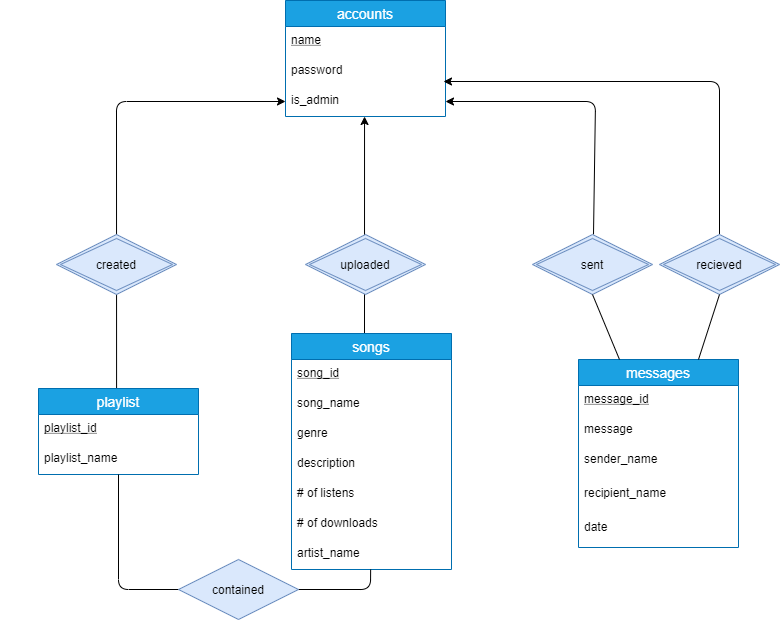 accounts
name
password
is_admin
created
uploaded
sent
recieved
songs
song_id
song_name
genre
description
# of listens
# of downloads
artist_name
messages
message_id
message
sender_name
recipient_name
date
playlist
playlist_id
playlist_name
contained